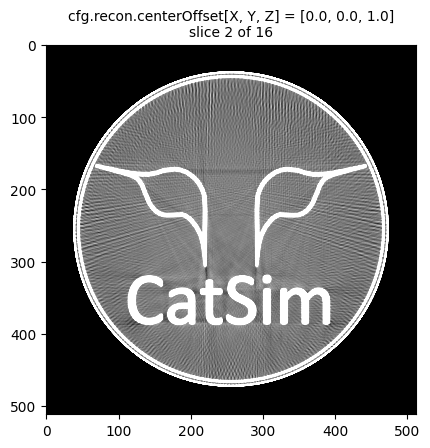 cfg.recon.centerOffset[X, Y, Z] = [0.0, 0.0, 1.0]
slice 2 of 16
0
100
200
300
400
500
CatSim
0 100 200 300 400 500